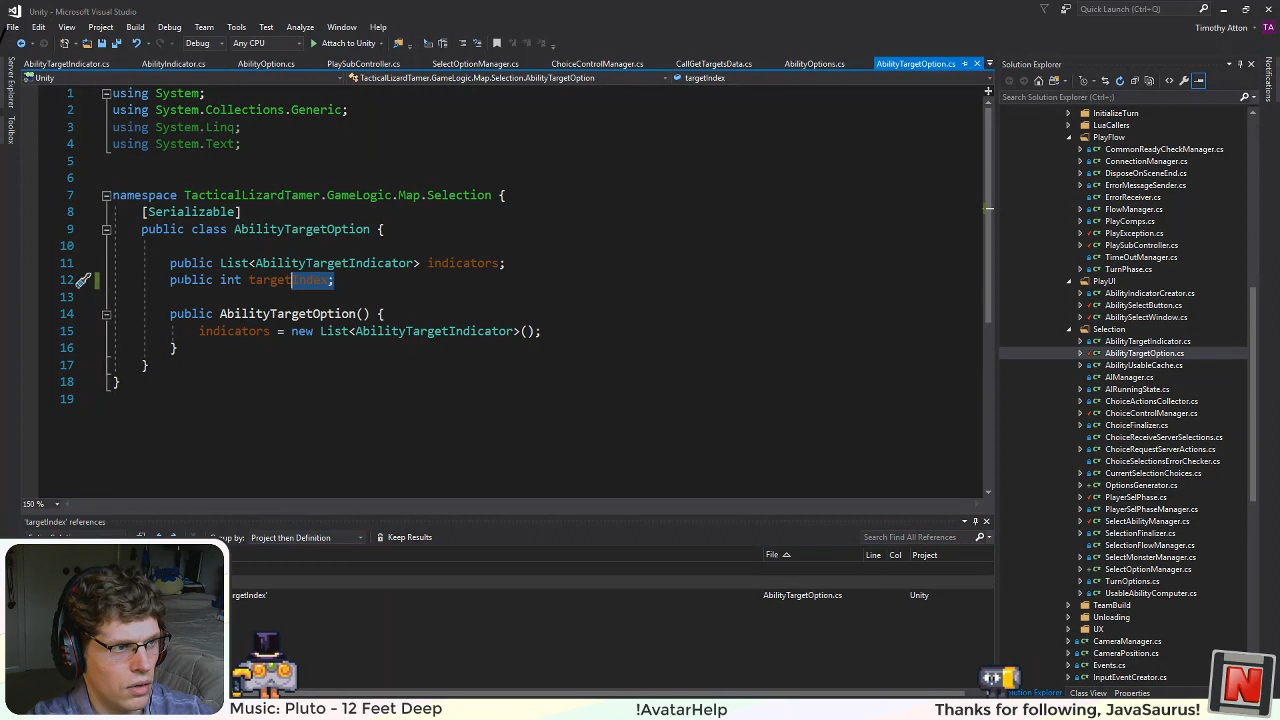 Unity - Microsoft Visual Studio
Quick Launch (Ctrl+Q)
File Edit View Project Build Debug Team Tools Test Analyze Window Help
Timothy Atton TA
Debug Any CPU Attach to Unity
AbilityTargetIndicator.cs AbilityIndicator.cs AbilityOption.cs PlaySubController.cs SelectOptionManager.cs ChoiceControlManager.cs CallGetTargetsData.cs AbilityOptions.cs AbilityTargetOption.cs
Unity TacticalLizardTamer.GameLogic.Map.Selection.AbilityTargetOption targetIndex
Server Explorer
Toolbox
1 using System;
2 using System.Collections.Generic;
3 using System.Linq;
4 using System.Text;
5
6
7 namespace TacticalLizardTamer.GameLogic.Map.Selection {
8 [Serializable]
9 public class AbilityTargetOption {
10
11 public List<AbilityTargetIndicator> indicators;
12 public int targetIndex;
13
14 public AbilityTargetOption() {
15 indicators = new List<AbilityTargetIndicator>();
16 }
17 }
18 }
19
150 %
'targetIndex' references
Group by: Project then Definition Keep Results
Search Find All References
File Line Col Project
rgetIndex'
AbilityTargetOption.cs Unity
Solution Explorer
Search Solution Explorer (Ctrl+;)
InitializeTurn
LuaCallers
PlayFlow
CommonReadyCheckManager.cs
ConnectionManager.cs
DisposOnSceneEnd.cs
ErrorMessageSender.cs
ErrorReceiver.cs
FlowManager.cs
PlayComps.cs
PlayException.cs
PlaySubController.cs
TimeOutManager.cs
TurnPhase.cs
PlayUI
AbilityIndicatorCreator.cs
AbilitySelectButton.cs
AbilitySelectWindow.cs
Selection
AbilityTargetIndicator.cs
AbilityTargetOption.cs
AbilityUsableCache.cs
AIManager.cs
AIRunningState.cs
ChoiceActionsCollector.cs
ChoiceControlManager.cs
ChoiceFinalizer.cs
ChoiceReceiveServerSelections.cs
ChoiceRequestServerActions.cs
ChoiceSelectionsErrorChecker.cs
CurrentSelectionChoices.cs
OptionsGenerator.cs
PlayerSelPhase.cs
PlayerSelPhaseManager.cs
SelectAbilityManager.cs
SelectionFinalizer.cs
SelectionFlowManager.cs
SelectMonsterManager.cs
SelectOptionManager.cs
TurnOptions.cs
UsableAbilityComputer.cs
TeamBuild
Unloading
UX
CameraManager.cs
CameraPosition.cs
Events.cs
InputEventCreator.cs
Solution Explorer Class View Properties
Notifications
N
Music: Pluto - 12 Feet Deep
!AvatarHelp
Thanks for following, JavaSaurus!